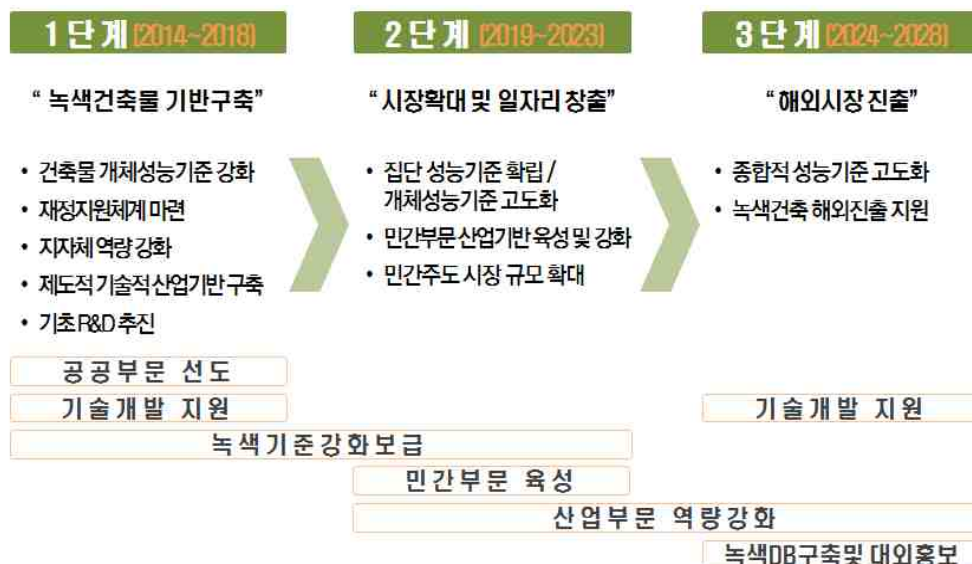 1단계(2014~2018)
2단계(2019~2023)
3단계(2024~2028)
“ 녹색건축물 기반구축”
“시장확대 및 일자리 창출”
“해외시장 진출”
• 건축물 개체성능기준 강화
• 재정지원체계 마련
• 지자체 역량 강화
• 제도적 기술적 산업기반 구축
• 기초 R&D 추진
• 집단 성능기준 확립 /
개체성능기준 고도화
• 민간부문 산업기반 육성 및 강화
• 민간주도 시장 규모 확대
• 종합적 성능기준 고도화
• 녹색건축 해외진출 지원
공공부문 선도
기술개발 지원
기술개발 지원
녹색기준강화보급
민간부문 육성
산업부문 역량강화
녹색DB구축및 대외홍보